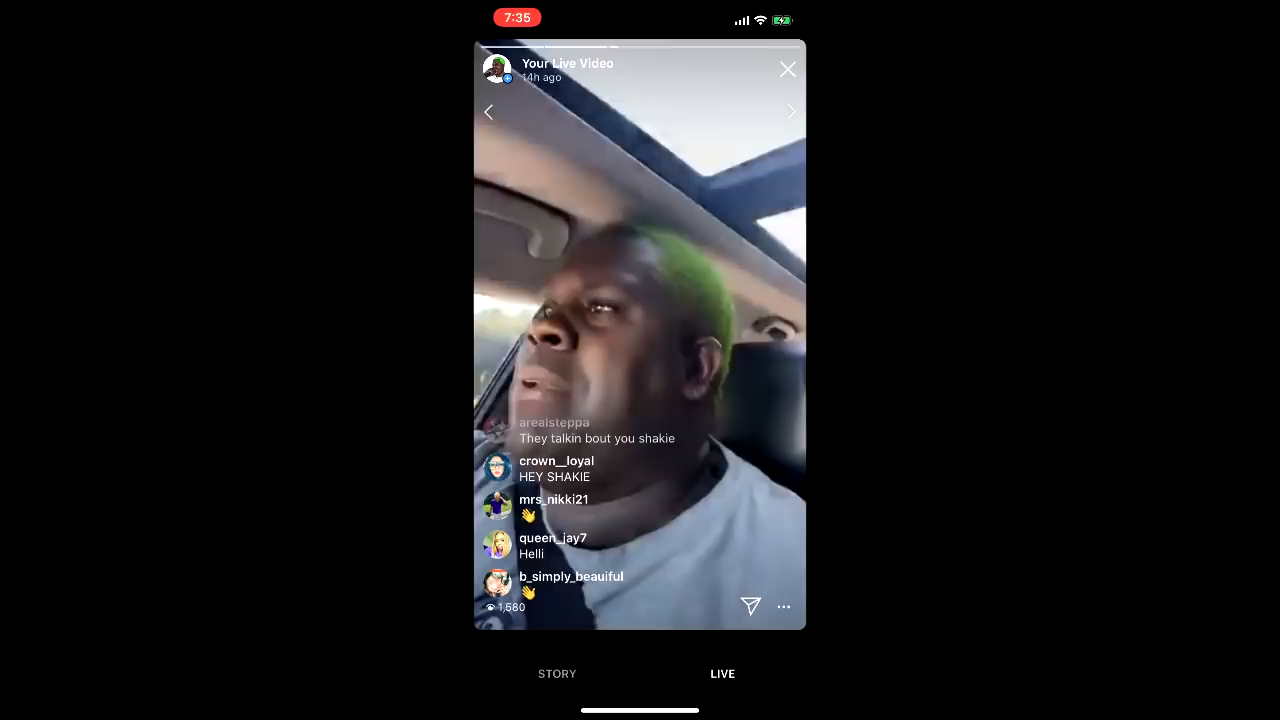 7:35
Your Live Video
14h ago
arealsteppa
They talkin bout you shakie
crown__loyal
HEY SHAKIE
mrs_nikki21
👋
queen_jay7
Helli
b_simply_beauiful
👋
1,580
STORY
LIVE